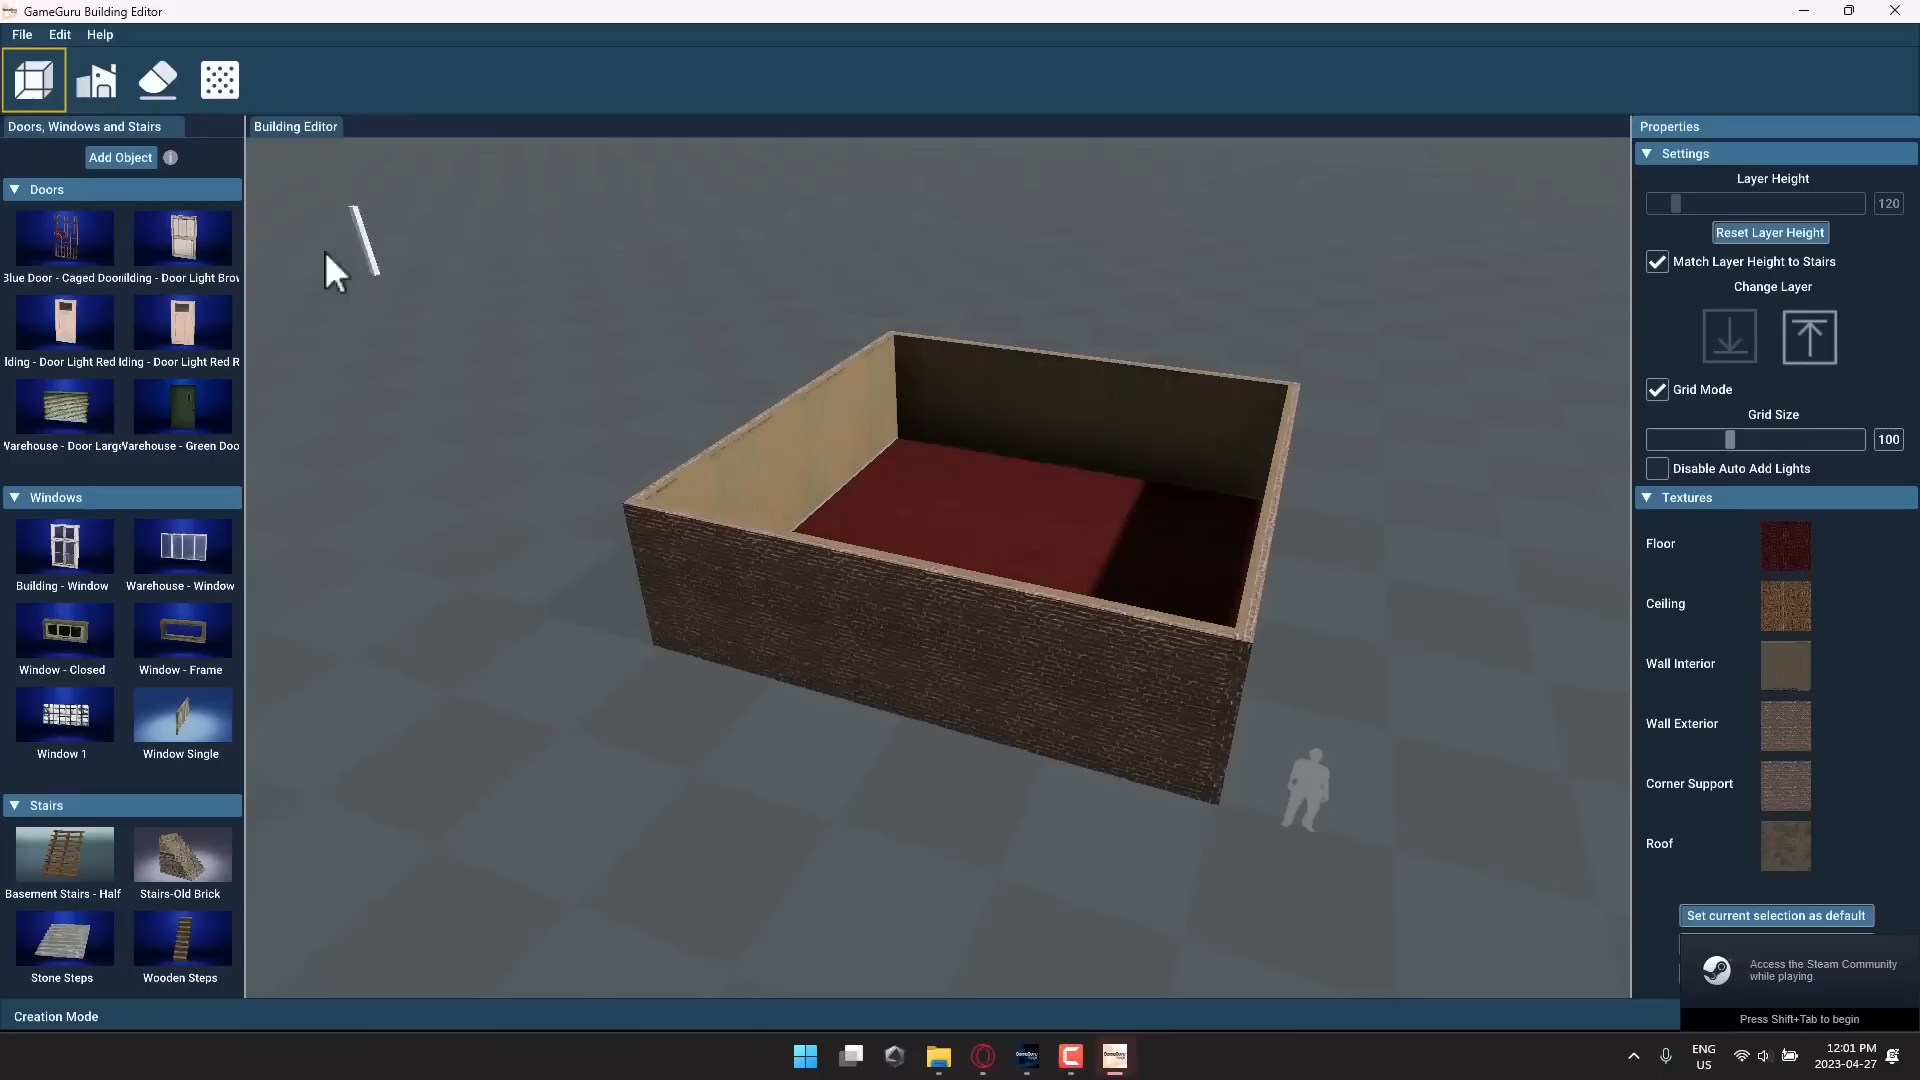 GameGuru Building Editor
File Edit Help
Doors, Windows and Stairs
Building Editor
Properties
Add Object
Doors
Blue Door - Caged Door
ilding - Door Light Brow
lding - Door Light Red
lding - Door Light Red R
Warehouse - Door Large
Warehouse - Green Doo
Windows
Building - Window
Warehouse - Window
Window - Closed
Window - Frame
Window 1
Window Single
Stairs
Basement Stairs - Half
Stairs-Old Brick
Stone Steps
Wooden Steps
Settings
Layer Height
120
Reset Layer Height
Match Layer Height to Stairs
Change Layer
Grid Mode
Grid Size
100
Disable Auto Add Lights
Textures
Floor
Ceiling
Wall Interior
Wall Exterior
Corner Support
Roof
Set current selection as default
Access the Steam Community
while playing.
Press Shift+Tab to begin
Creation Mode
ENG
US
12:01 PM
2023-04-27